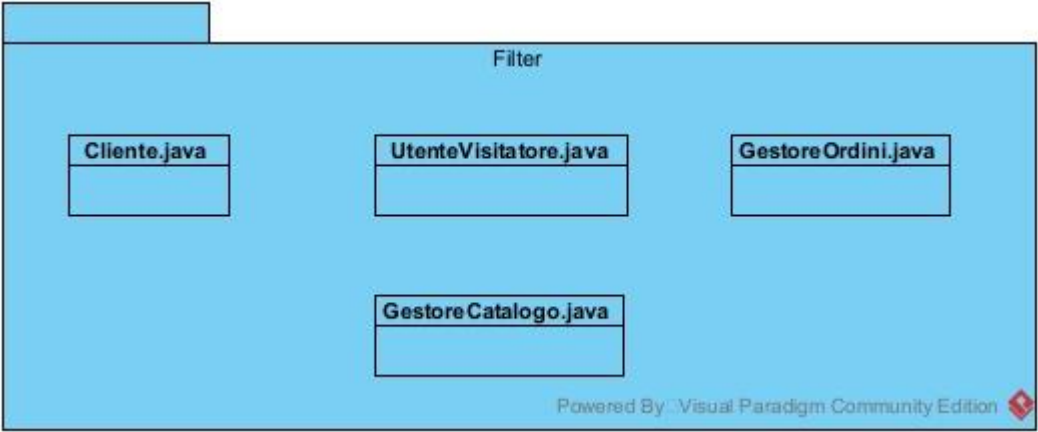 Filter
Cliente.java
UtenteVisitatore.java
GestoreOrdini.java
GestoreCatalogo.java
Powered By Visual Paradigm Community Edition